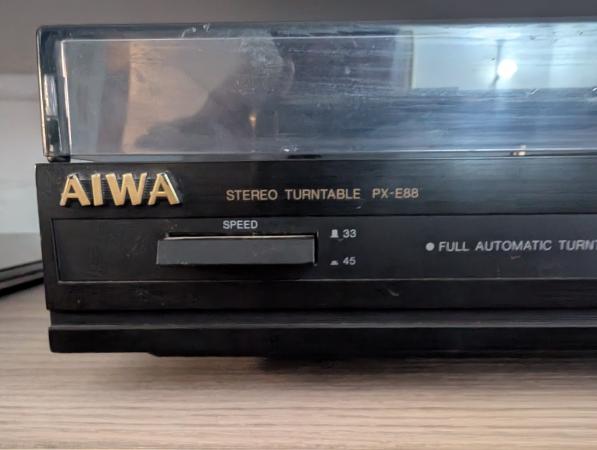 AIWA
STEREO TURNTABLE PX-E88
SPEED
33
45
FULL AUTOMATIC